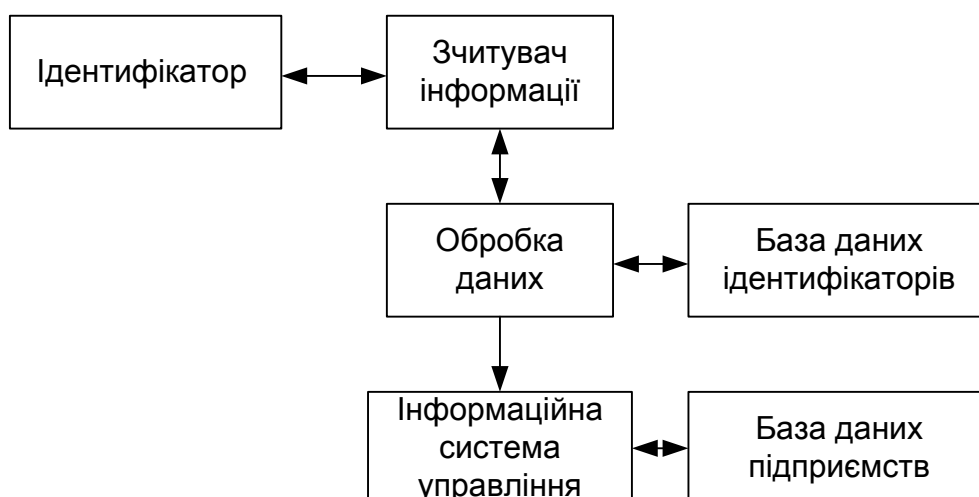 Ідентифікатор
Зчитувач
інформації
Обробка
даних
База даних
ідентифікаторів
Інформаційна
система
управління
База даних
підприємств